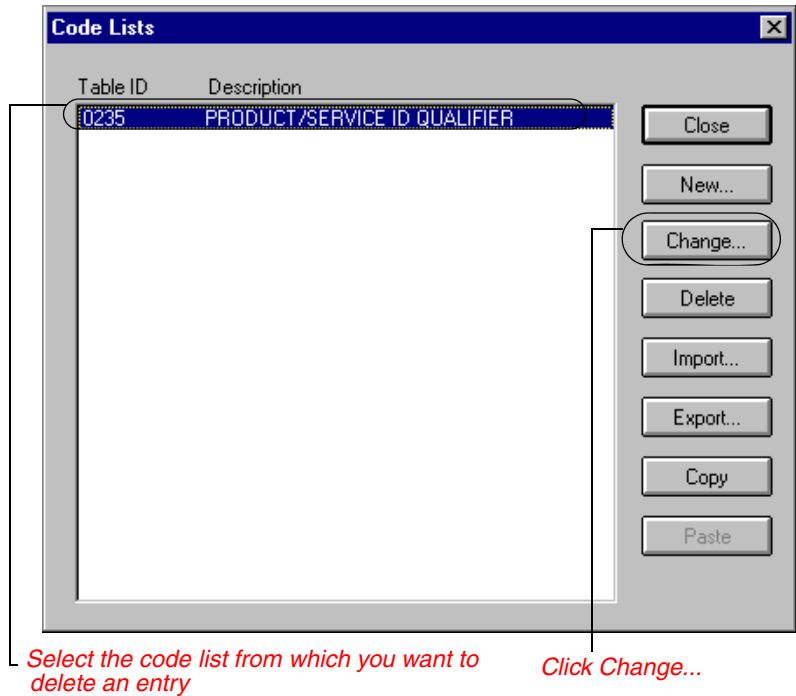 Code Lists
Table ID Description
0235 PRODUCT/SERVICE ID QUALIFIER
Close
New...
Change...
Delete
Import...
Export...
Copy
Paste
Select the code list from which you want to
delete an entry
Click Change...